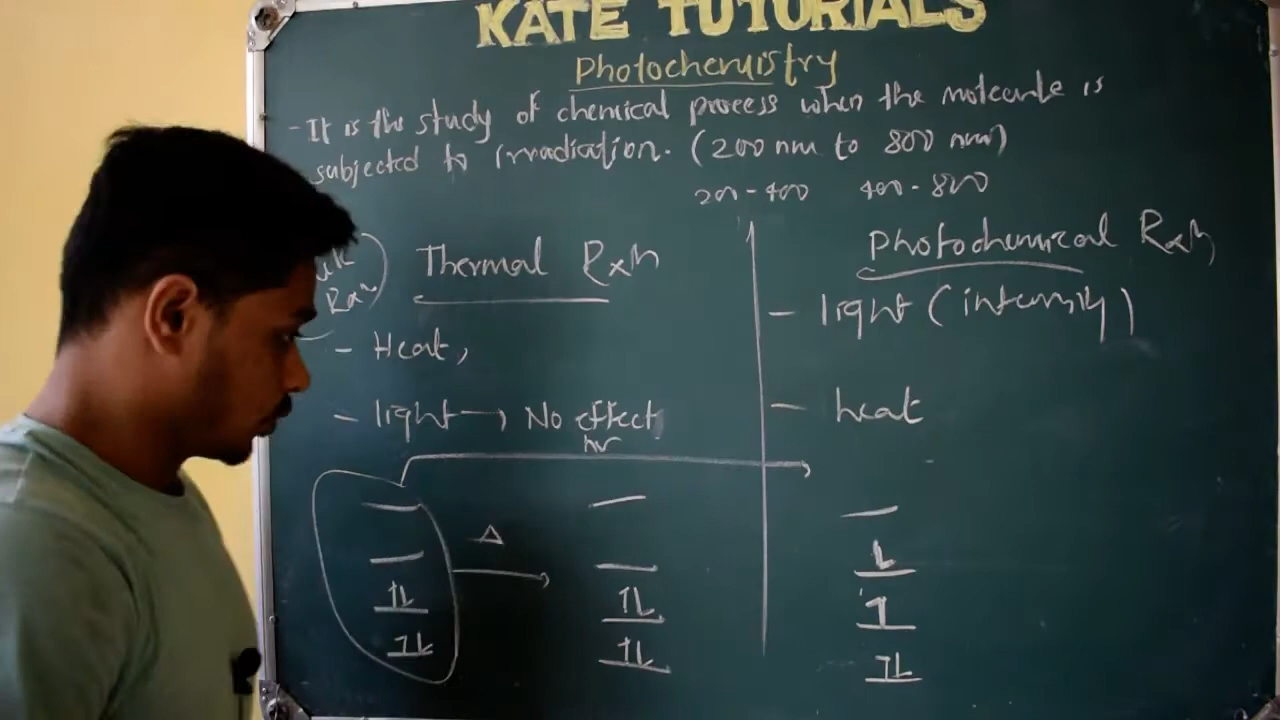 KATE TUTORIALS
Photochemistry
- It is the study of chemical process when the molecule is
subjected to Irradiation. (200 nm to 800 nm)
200 - 400 400 - 800
Thermal Rxn
Photochemical Rxn
Rxn
- light (intensity)
- Heat,
- heat
- light → No effect
hv
Δ